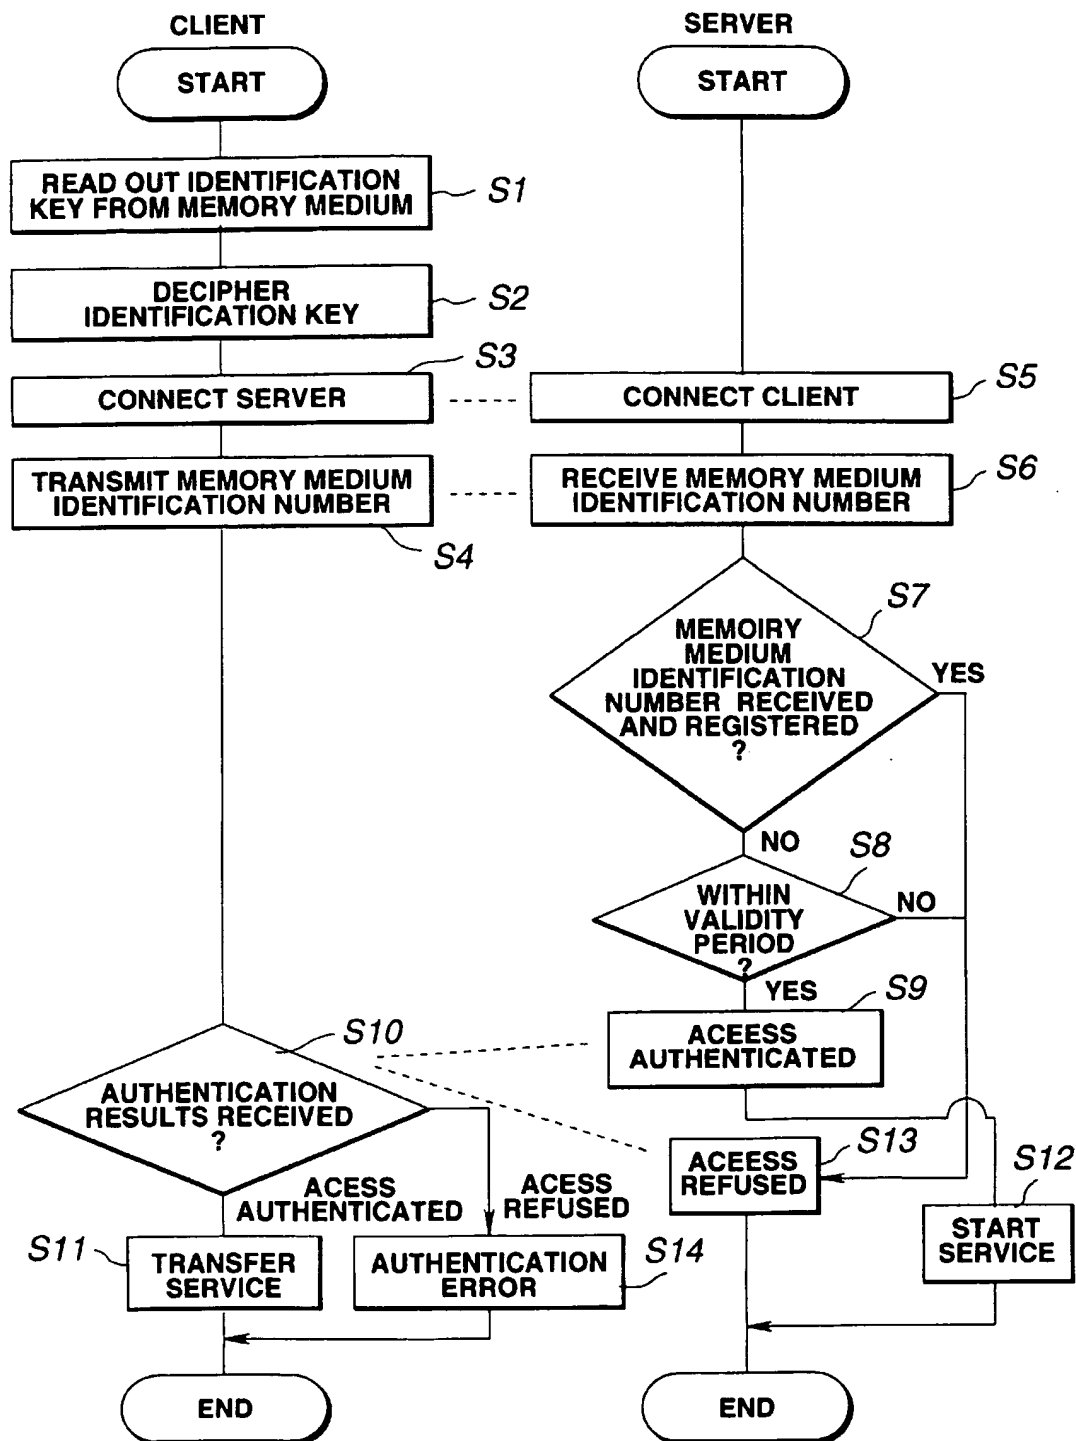 CLIENT
START
READ OUT IDENTIFICATION
KEY FROM MEMORY MEDIUM
S1
DECIPHER
IDENTIFICATION KEY
S2
S3
CONNECT SERVER
TRANSMIT MEMORY MEDIUM
IDENTIFICATION NUMBER
S4
SERVER
START
CONNECT CLIENT
S5
RECEIVE MEMORY MEDIUM
IDENTIFICATION NUMBER
S6
S7
MEMOIRY
MEDIUM
IDENTIFICATION
NUMBER RECEIVED
AND REGISTERED
?
YES
NO
S8
WITHIN
VALIDITY
PERIOD
?
NO
YES
S9
ACEESS
AUTHENTICATED
S10
AUTHENTICATION
RESULTS RECEIVED
?
ACESS
AUTHENTICATED
ACESS
REFUSED
S11
TRANSFER
SERVICE
AUTHENTICATION
ERROR
S14
END
S13
ACEESS
REFUSED
S12
START
SERVICE
END